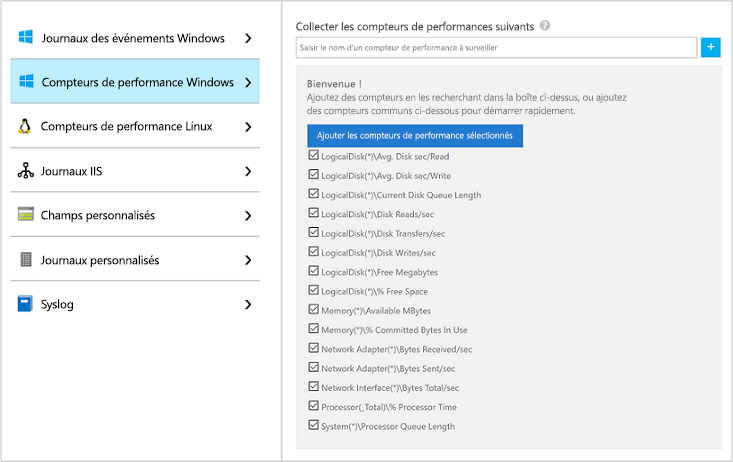 Journaux des événements Windows
Compteurs de performance Windows
Compteurs de performance Linux
Journaux IIS
Champs personnalisés
Journaux personnalisés
Syslog
Collecter les compteurs de performances suivants ?
Saisir le nom d'un compteur de performance à surveiller
+
Bienvenue !
Ajoutez des compteurs en les recherchant dans la boîte ci-dessus, ou ajoutez
des compteurs communs ci-dessous pour démarrer rapidement.
Ajouter les compteurs de performance sélectionnés
LogicalDisk(*)\Avg. Disk sec/Read
LogicalDisk(*)\Avg. Disk sec/Write
LogicalDisk(*)\Current Disk Queue Length
LogicalDisk(*)\Disk Reads/sec
LogicalDisk(*)\Disk Transfers/sec
LogicalDisk(*)\Disk Writes/sec
LogicalDisk(*)\Free Megabytes
LogicalDisk(*)\% Free Space
Memory(*)\Available MBytes
Memory(*)\% Committed Bytes In Use
Network Adapter(*)\Bytes Received/sec
Network Adapter(*)\Bytes Sent/sec
Network Interface(*)\Bytes Total/sec
Processor(_Total)\% Processor Time
System(*)\Processor Queue Length